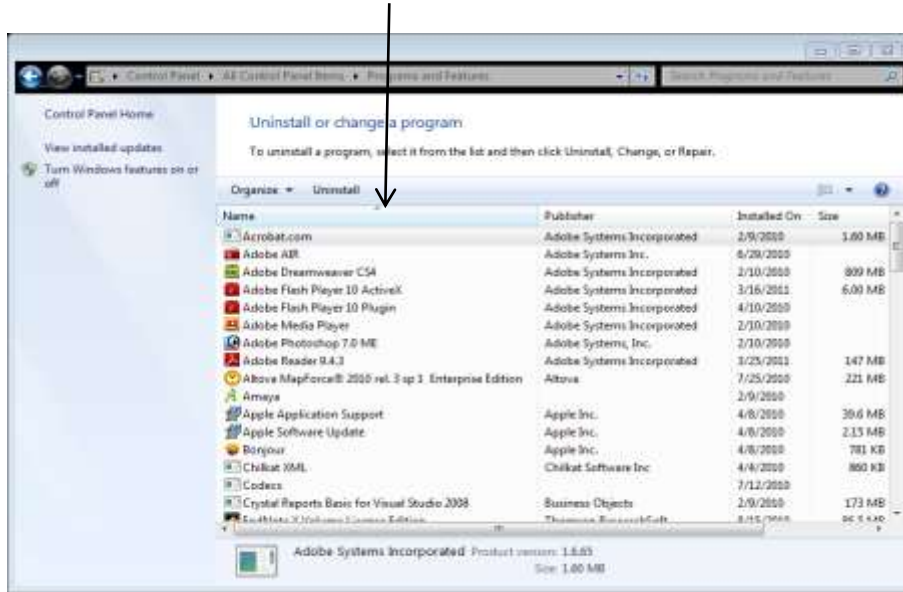 Control Panel ▸ All Control Panel Items ▸ Programs and Features
Search Programs and Features
Control Panel Home
View installed updates
Turn Windows features on or
off
Uninstall or change a program
To uninstall a program, select it from the list and then click Uninstall, Change, or Repair.
Organize Uninstall
Name Publisher Installed On Size
Acrobat.com Adobe Systems Incorporated 2/9/2010 1.60 MB
Adobe AIR Adobe Systems Inc. 6/29/2010
Adobe Dreamweaver CS4 Adobe Systems Incorporated 2/10/2010 809 MB
Adobe Flash Player 10 ActiveX Adobe Systems Incorporated 3/16/2011 6.00 MB
Adobe Flash Player 10 Plugin Adobe Systems Incorporated 4/10/2010
Adobe Media Player Adobe Systems Incorporated 2/10/2010
Adobe Photoshop 7.0 ME Adobe Systems, Inc. 2/10/2010
Adobe Reader 9.4.3 Adobe Systems Incorporated 3/25/2011 147 MB
Altova MapForce® 2010 rel. 3 sp 1 Enterprise Edition Altova 7/25/2010 221 MB
Amaya 2/9/2010
Apple Application Support Apple Inc. 4/8/2010 39.6 MB
Apple Software Update Apple Inc. 4/8/2010 2.15 MB
Bonjour Apple Inc. 4/8/2010 781 KB
Chilkat XML Chilkat Software Inc 4/4/2010 860 KB
Codecs 7/12/2010
Crystal Reports Basic for Visual Studio 2008 Business Objects 2/9/2010 173 MB
Adobe Systems Incorporated Product version: 1.6.65
Size: 1.60 MB